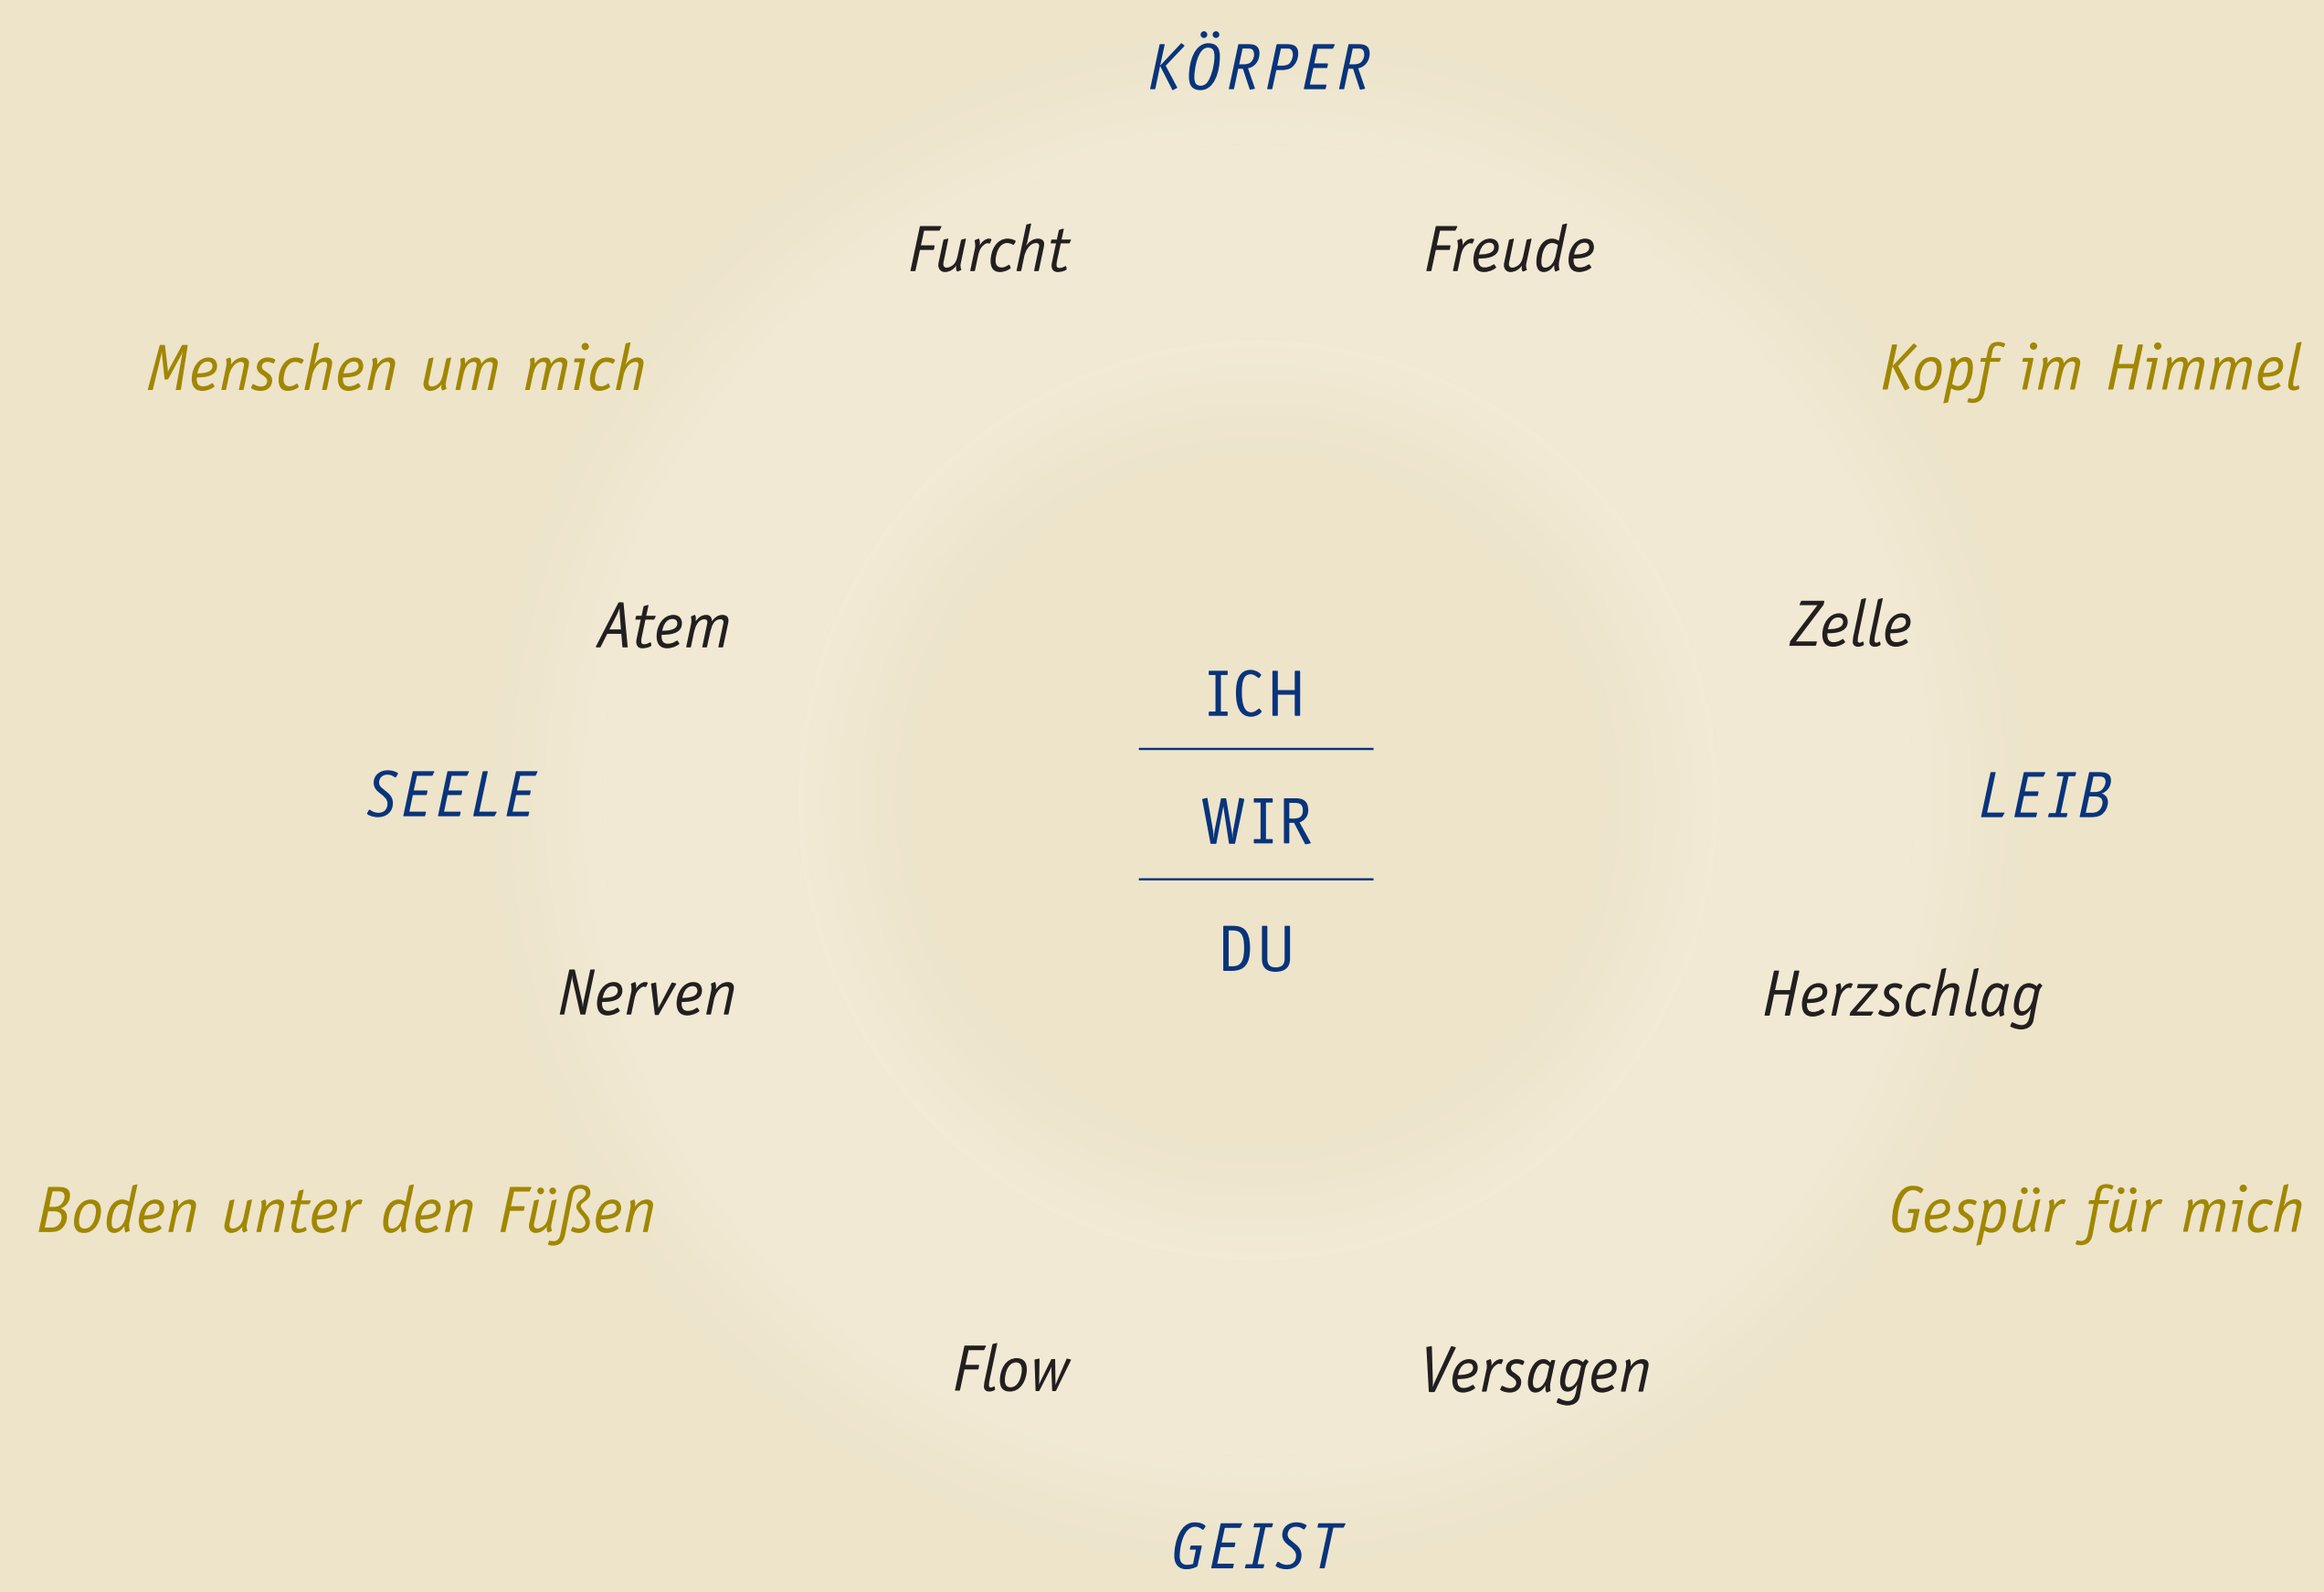 KÖRPER
Furcht
Freude
Menschen um mich
Kopf im Himmel
Atem
Zelle
ICH
SEELE
WIR
LEIB
DU
Nerven
Herzschlag
Boden unter den Füßen
Gespür für mich
Flow
Versagen
GEIST